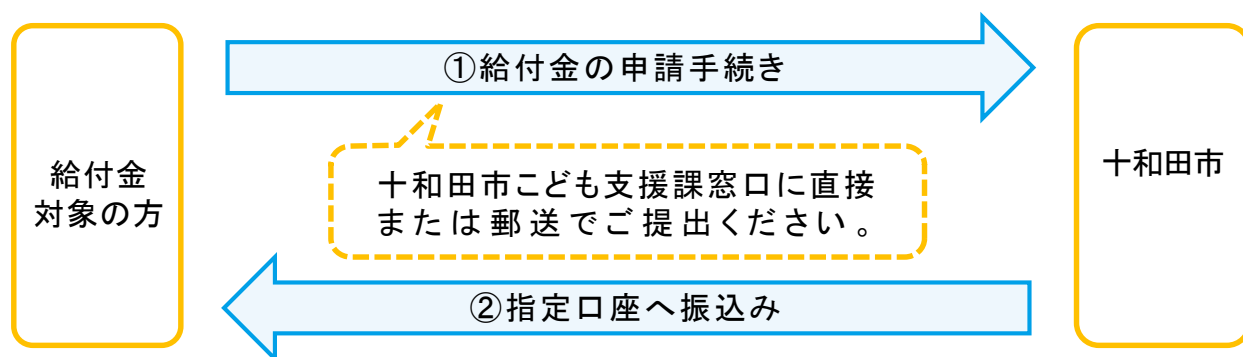 給付金
対象の方
①給付金の申請手続き
十和田市こども支援課窓口に直接
または郵送でご提出ください。
②指定口座へ振込み
十和田市